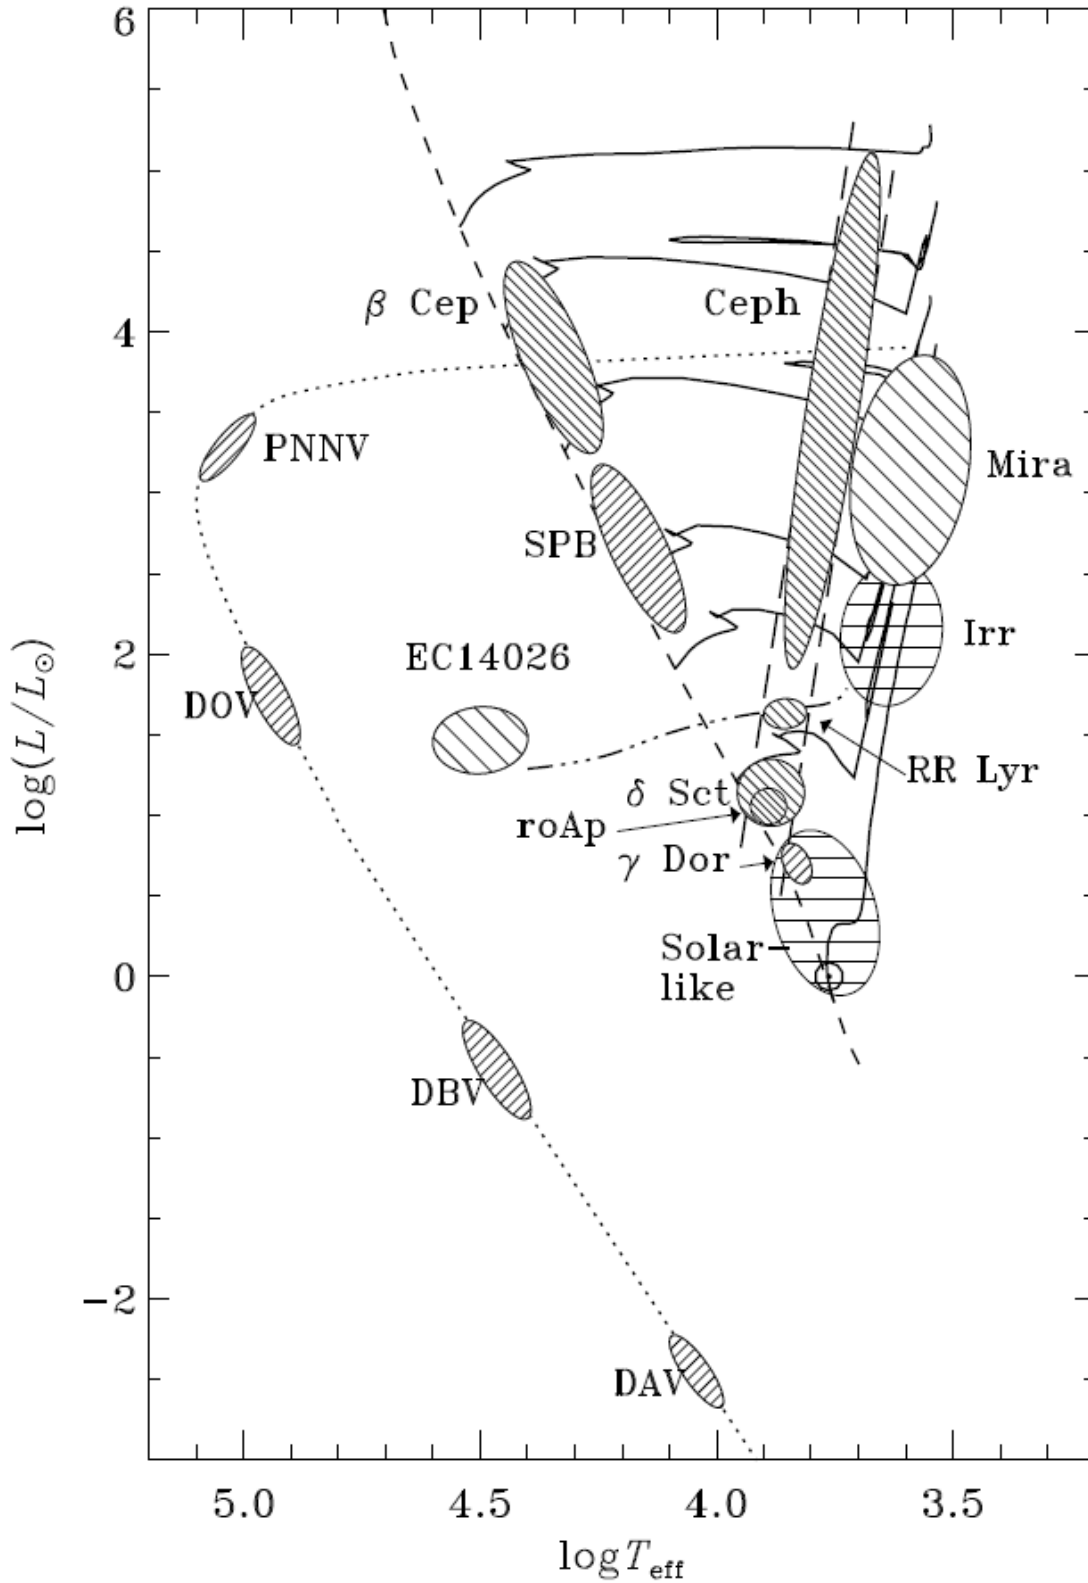 6
β Cep
Ceph
4
PNNV
Mira
SPB
Irr
EC14026
2
DOV
RR Lyr
δ Sct
roAp
γ Dor
Solar-
like
0
DBV
-2
DAV
log(L/L☉)
5.0 4.5 4.0 3.5
log T_eff